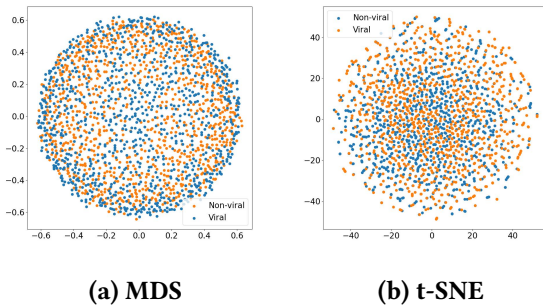 0.6
0.4
0.2
0.0
−0.2
−0.4
−0.6
−0.6 −0.4 −0.2 0.0 0.2 0.4 0.6
Non-viral
Viral
(a) MDS
40
20
0
−20
−40
−40 −20 0 20 40
Non-viral
Viral
(b) t-SNE